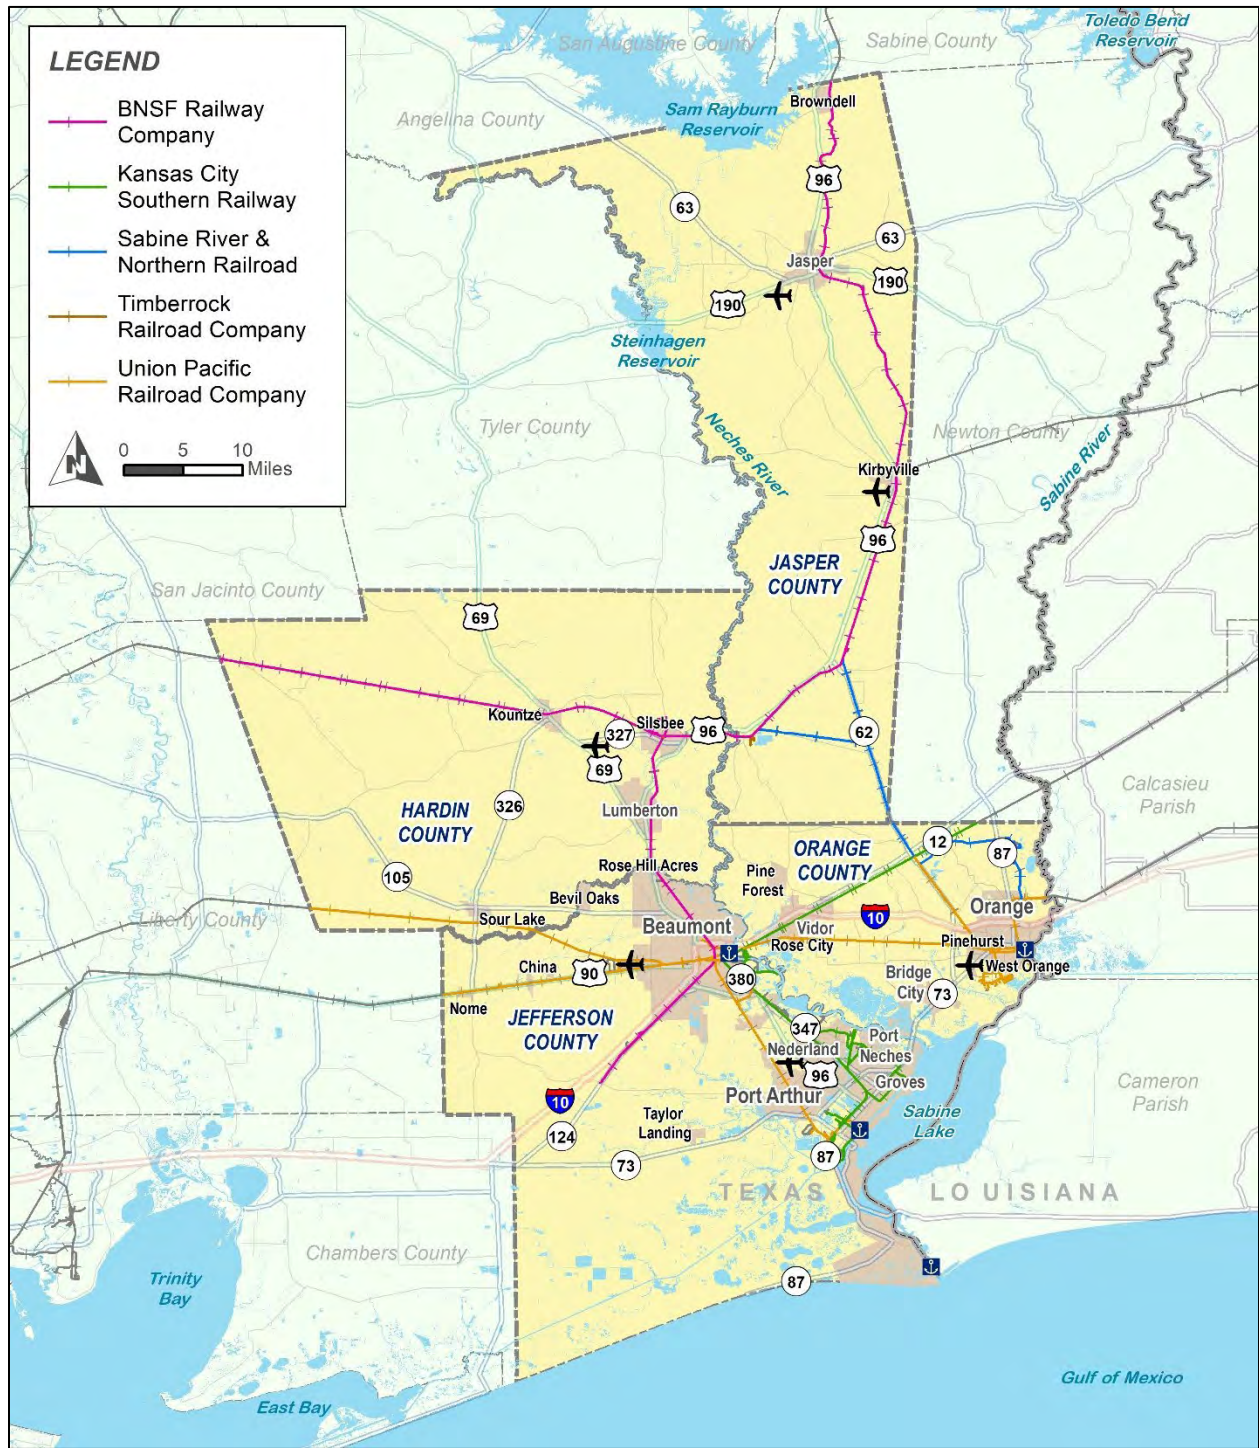 LEGEND
BNSF Railway
Company
Kansas City
Southern Railway
Sabine River &
Northern Railroad
Timberrock
Railroad Company
Union Pacific
Railroad Company
N
0 5 10
Miles
Toledo Bend
Reservoir
San Augustine County
Sabine County
Browndell
Sam Rayburn
Reservoir
Angelina County
96
63
63
Jasper
190
190
Steinhagen
Reservoir
Tyler County
Neches River
Newton County
Sabine River
Kirbyville
96
JASPER
COUNTY
San Jacinto County
69
Kountze
Silsbee
327
96
62
69
Calcasieu
Parish
HARDIN
COUNTY
326
Lumberton
12
ORANGE
COUNTY
87
Rose Hill Acres
Pine
Forest
105
Bevil Oaks
Liberty County
Sour Lake
Beaumont
10
Orange
Vidor
Rose City
Pinehurst
China
90
West Orange
380
Bridge
City
73
Nome
JEFFERSON
COUNTY
347
Port
Neches
Nederland
96
Groves
Port Arthur
Cameron
Parish
10
Taylor
Landing
Sabine
Lake
124
87
73
TEXAS
LOUISIANA
Chambers County
Trinity
Bay
87
East Bay
Gulf of Mexico